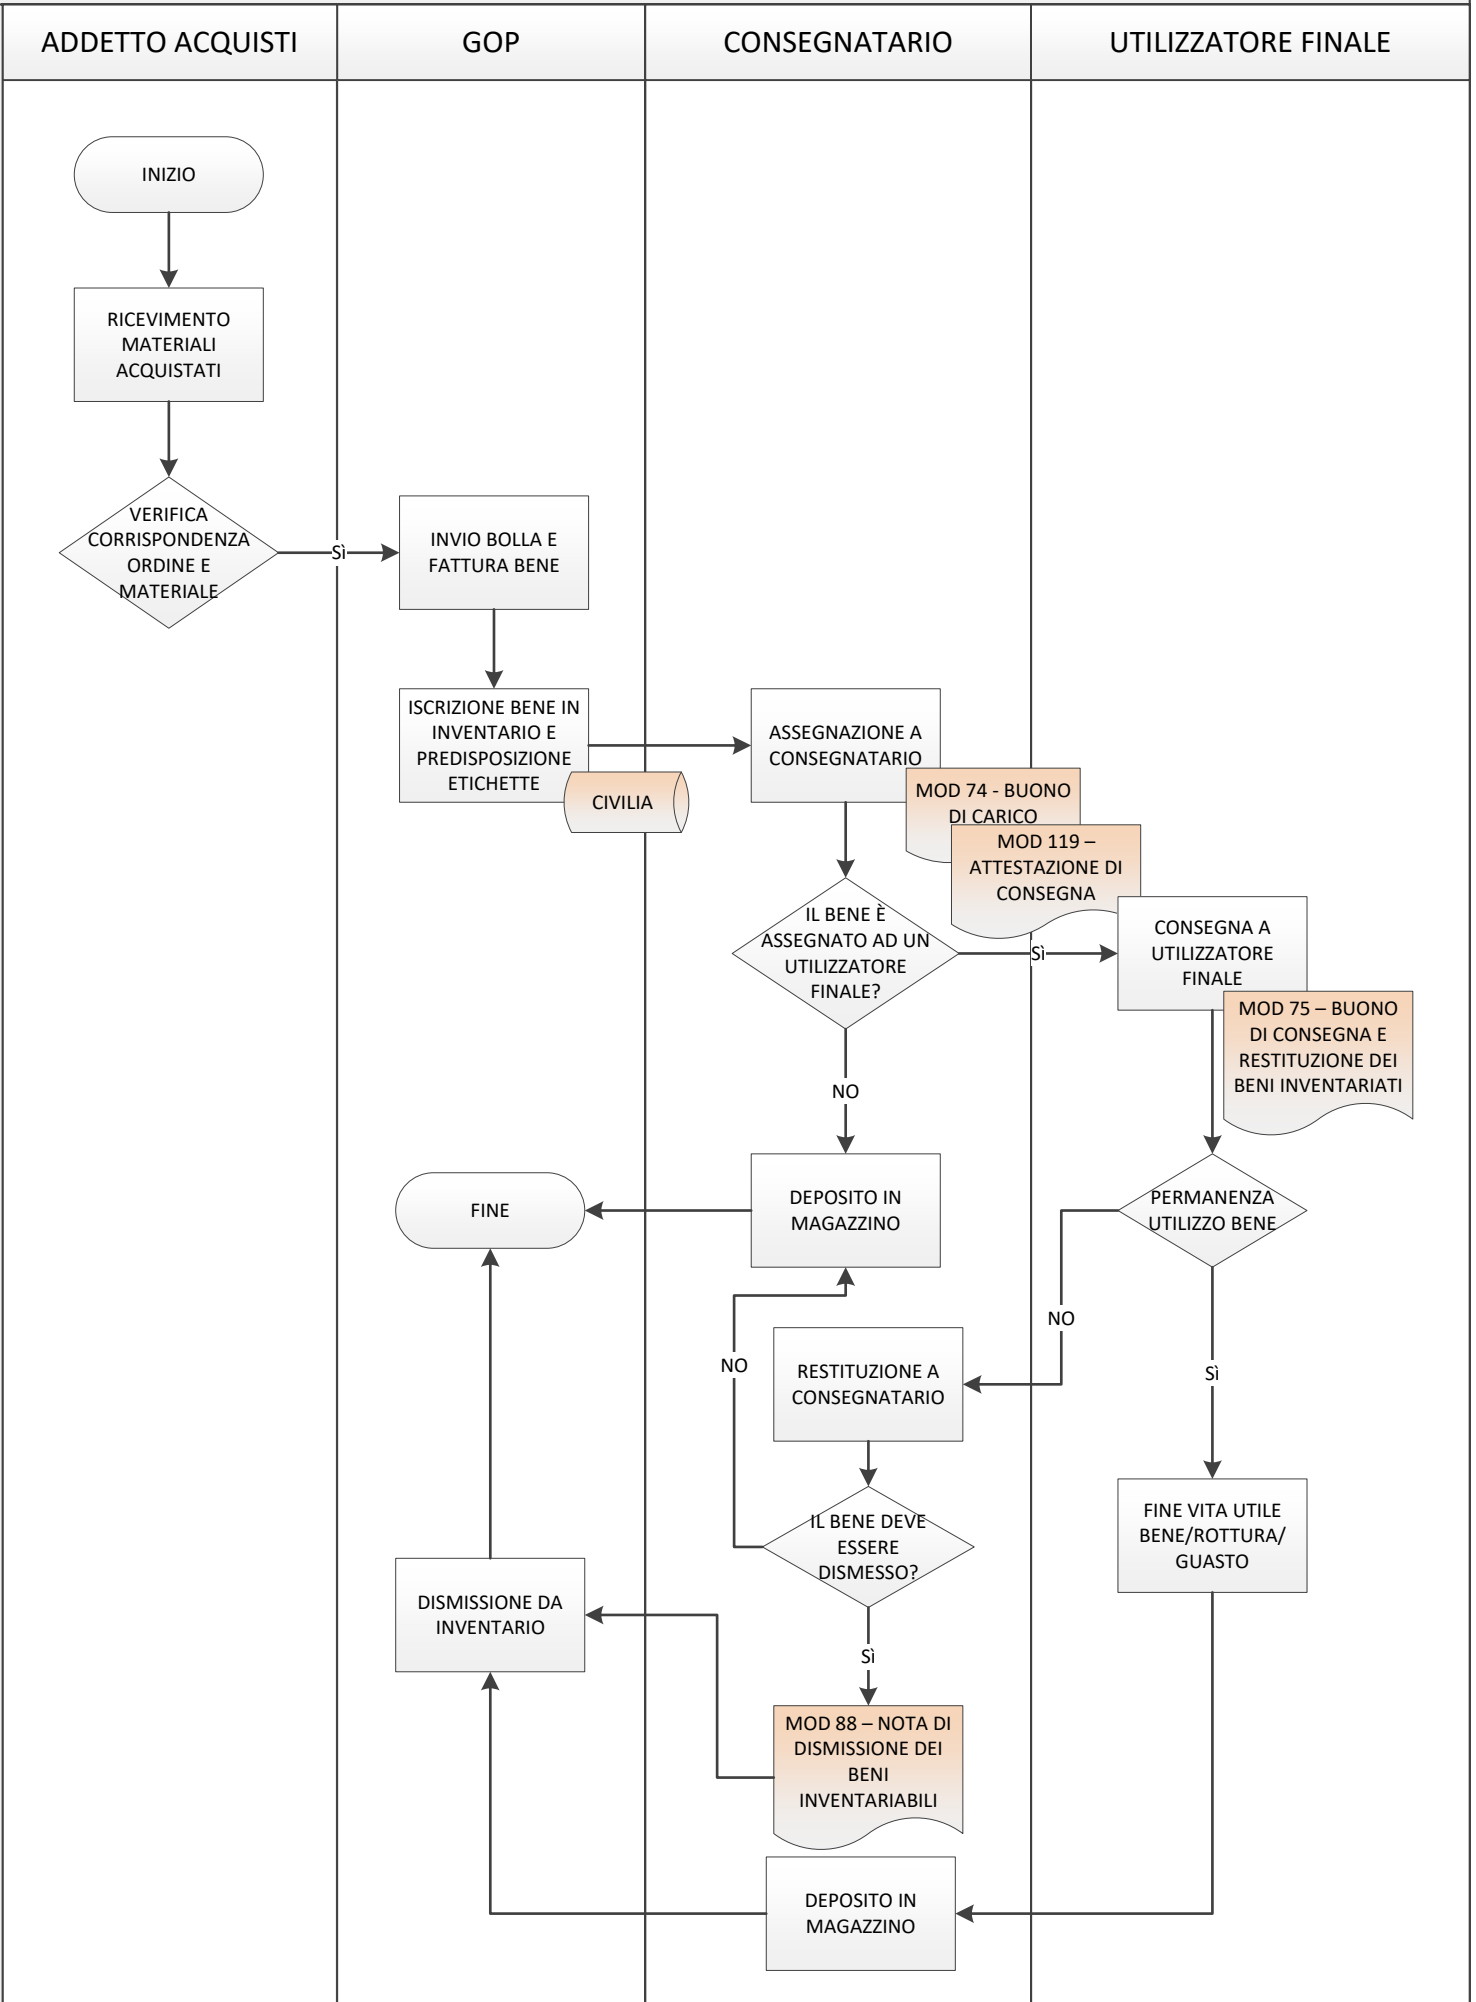 ADDETTO ACQUISTI
GOP
CONSEGNATARIO
UTILIZZATORE FINALE
INIZIO
RICEVIMENTO
MATERIALI
ACQUISTATI
VERIFICA
CORRISPONDENZA
ORDINE E
MATERIALE
Sì
INVIO BOLLA E
FATTURA BENE
ISCRIZIONE BENE IN
INVENTARIO E
PREDISPOSIZIONE
ETICHETTE
CIVILIA
ASSEGNAZIONE A
CONSEGNATARIO
MOD 74 - BUONO
DI CARICO
MOD 119 –
ATTESTAZIONE DI
CONSEGNA
IL BENE È
ASSEGNATO AD UN
UTILIZZATORE
FINALE?
Sì
CONSEGNA A
UTILIZZATORE
FINALE
MOD 75 – BUONO
DI CONSEGNA E
RESTITUZIONE DEI
BENI INVENTARIATI
NO
DEPOSITO IN
MAGAZZINO
FINE
PERMANENZA
UTILIZZO BENE
NO
Sì
RESTITUZIONE A
CONSEGNATARIO
NO
IL BENE DEVE
ESSERE
DISMESSO?
FINE VITA UTILE
BENE/ROTTURA/
GUASTO
DISMISSIONE DA
INVENTARIO
Sì
MOD 88 – NOTA DI
DISMISSIONE DEI
BENI
INVENTARIABILI
DEPOSITO IN
MAGAZZINO